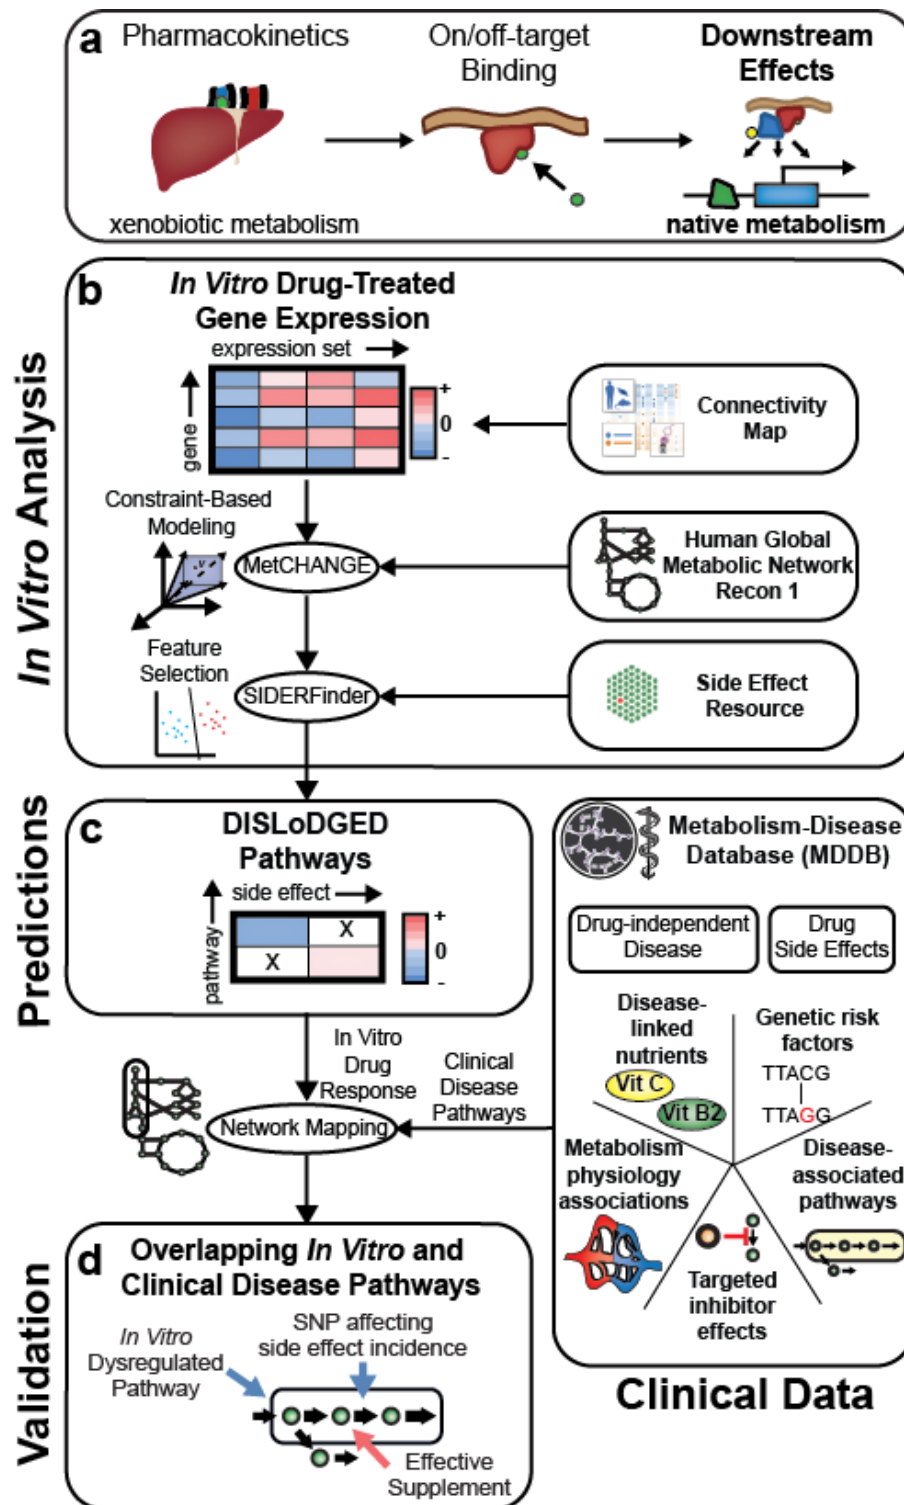 a
Pharmacokinetics
On/off-target
Binding
Downstream
Effects
xenobiotic metabolism
native metabolism
In Vitro Analysis
b
In Vitro Drug-Treated
Gene Expression
expression set
gene
+
0
-
Connectivity
Map
Constraint-Based
Modeling
v
MetCHANGE
Human Global
Metabolic Network
Recon 1
Feature
Selection
SIDERFinder
Side Effect
Resource
Predictions
c
DISLoDGED
Pathways
side effect
pathway
X
X
+
0
-
In Vitro
Drug
Response
Clinical
Disease
Pathways
Network Mapping
Metabolism-Disease
Database (MDDB)
Drug-independent
Disease
Drug
Side Effects
Disease-
linked
nutrients
Vit C
Vit B2
Genetic risk
factors
TTACG
TTAGG
Metabolism
physiology
associations
Disease-
associated
pathways
Targeted
inhibitor
effects
Clinical Data
Validation
d
Overlapping In Vitro and
Clinical Disease Pathways
In Vitro
Dysregulated
Pathway
SNP affecting
side effect incidence
Effective
Supplement